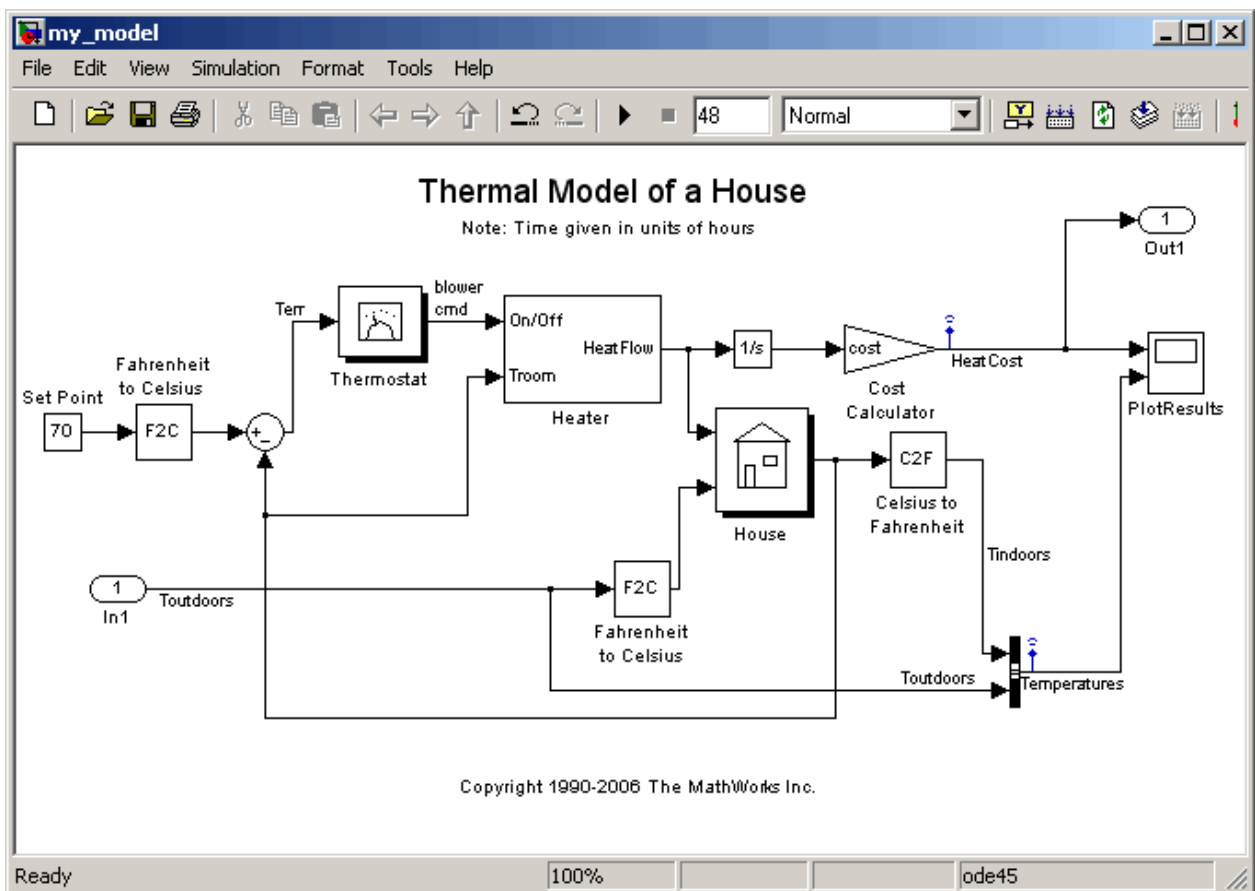 my_model
File Edit View Simulation Format Tools Help
48 Normal
Thermal Model of a House
Note: Time given in units of hours
1
Out1
Terr
blower
cmd
On/Off
HeatFlow
Troom
Heater
Thermostat
1/s
cost
Cost
Calculator
HeatCost
PlotResults
Fahrenheit
to Celsius
Set Point
70
F2C
+
-
House
C2F
Celsius to
Fahrenheit
Tindoors
1
In1
Toutdoors
F2C
Fahrenheit
to Celsius
Toutdoors
Temperatures
Copyright 1990-2006 The MathWorks Inc.
Ready 100% ode45